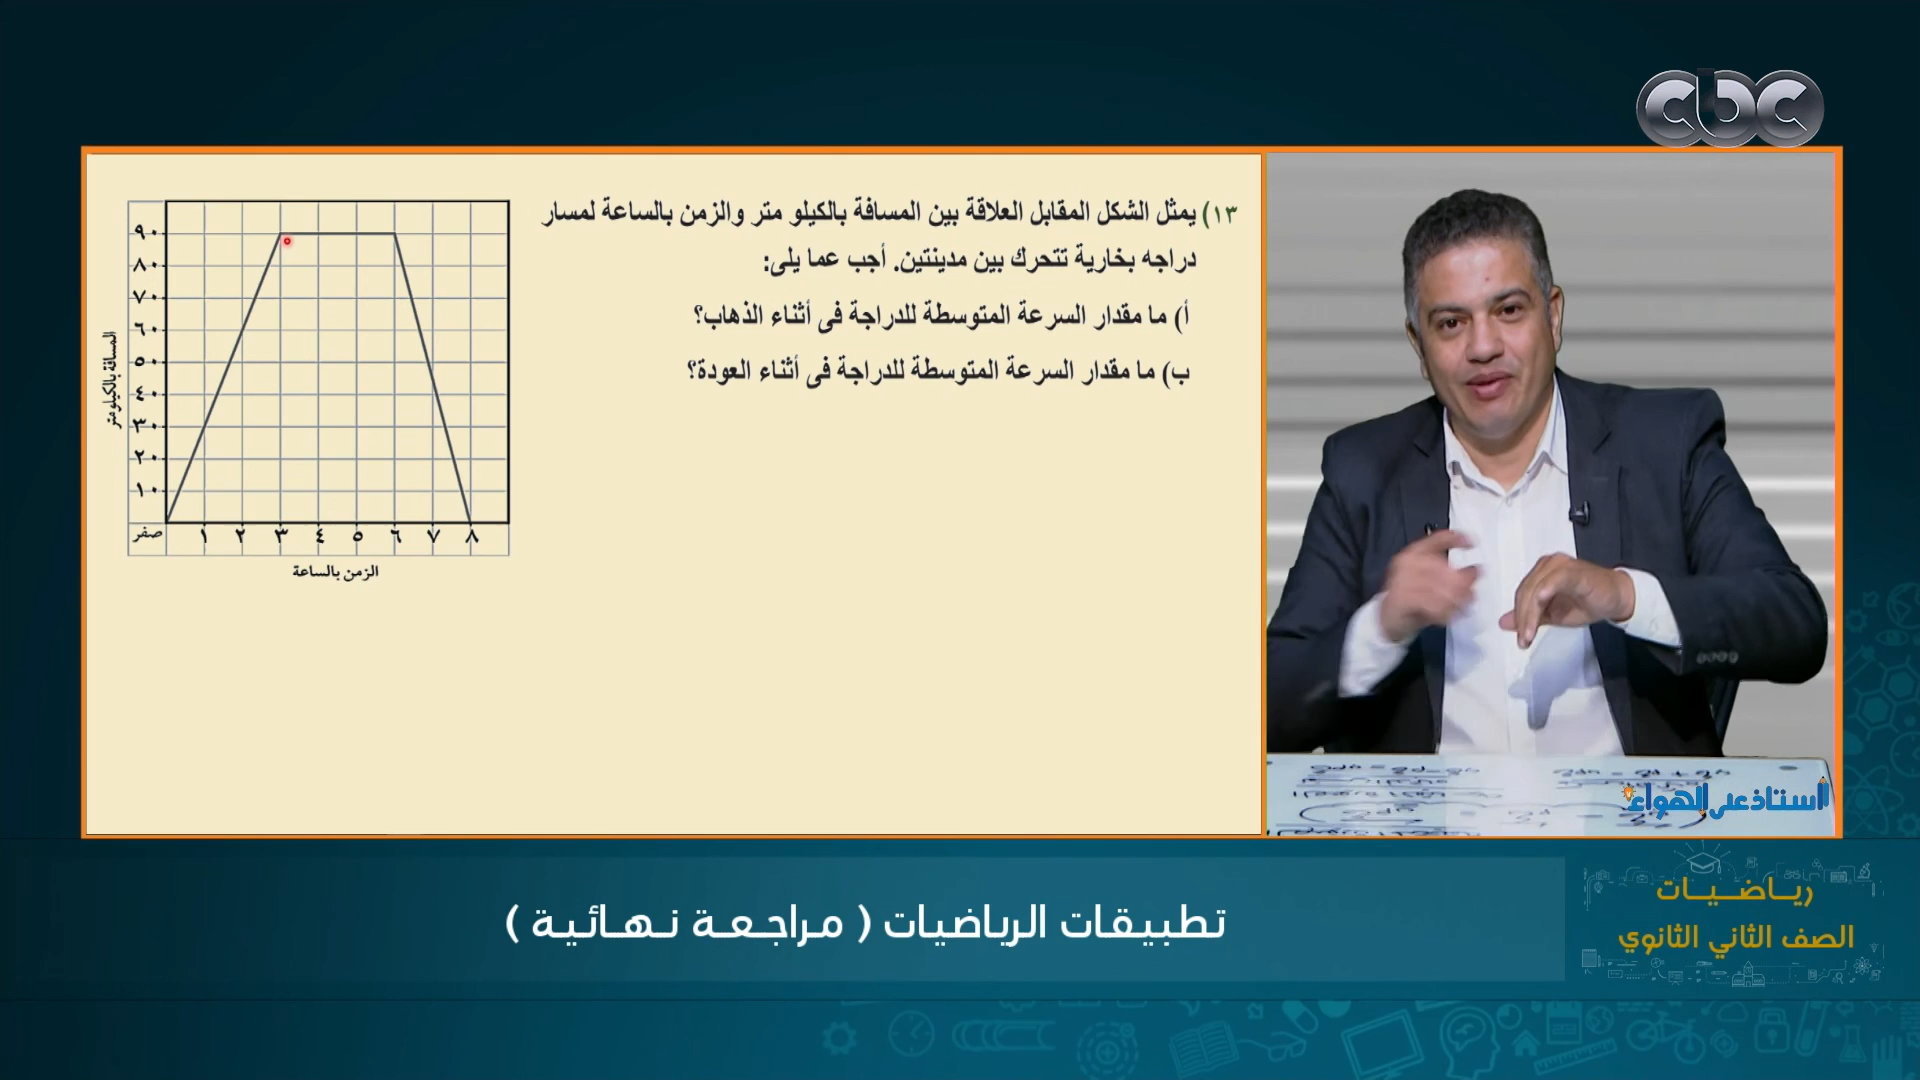 cbc
١٣) يمثل الشكل المقابل العلاقة بين المسافة بالكيلو متر والزمن بالساعة لمسار
دراجه بخارية تتحرك بين مدينتين. أجب عما يلى:
أ) ما مقدار السرعة المتوسطة للدراجة فى أثناء الذهاب؟
ب) ما مقدار السرعة المتوسطة للدراجة فى أثناء العودة؟
المسافة بالكيلومتر
٩٠
٨٠
٧٠
٦٠
٥٠
٤٠
٣٠
٢٠
١٠
صفر ١ ٢ ٣ ٤ ٥ ٦ ٧ ٨
الزمن بالساعة
أستاذ على الهواء
رياضيات
الصف الثاني الثانوي
تطبيقات الرياضيات ( مراجعة نهائية )